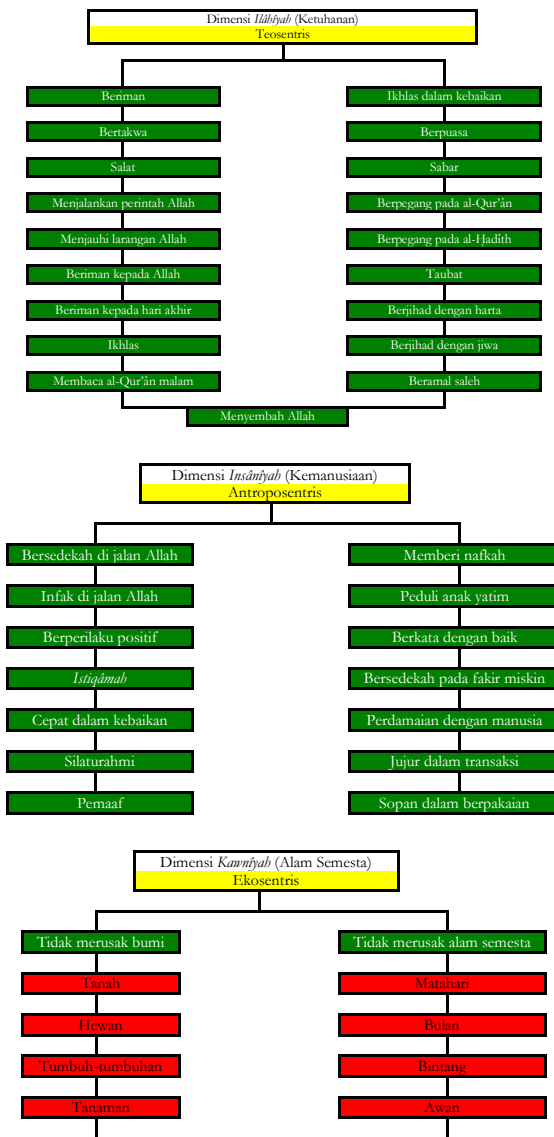 Dimensi Ilâhîyah (Ketuhanan)
Teosentris
Beriman
Bertakwa
Salat
Menjalankan perintah Allah
Menjauhi larangan Allah
Beriman kepada Allah
Beriman kepada hari akhir
Ikhlas
Membaca al-Qur’ân malam
Ikhlas dalam kebaikan
Berpuasa
Sabar
Berpegang pada al-Qur’ân
Berpegang pada al-Ḥadîth
Taubat
Berjihad dengan harta
Berjihad dengan jiwa
Beramal saleh
Menyembah Allah
Dimensi Insânîyah (Kemanusiaan)
Antroposentris
Bersedekah di jalan Allah
Infak di jalan Allah
Berperilaku positif
Istiqâmah
Cepat dalam kebaikan
Silaturahmi
Pemaaf
Memberi nafkah
Peduli anak yatim
Berkata dengan baik
Bersedekah pada fakir miskin
Perdamaian dengan manusia
Jujur dalam transaksi
Sopan dalam berpakaian
Dimensi Kawnîyah (Alam Semesta)
Ekosentris
Tidak merusak bumi
Tanah
Hewan
Tumbuh-tumbuhan
Tanaman
Tidak merusak alam semesta
Matahari
Bulan
Bintang
Awan